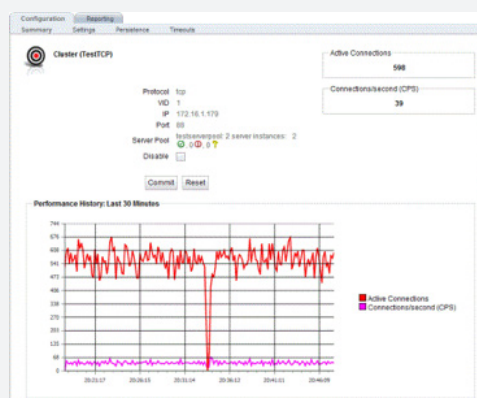 Configuration Reporting
Summary Settings Persistence Timeouts
Cluster (TestTCP)
Active Connections
598
Connections/second (CPS)
39
Protocol tcp
VID 1
IP 172.16.1.179
Port 88
Server Pool testserverpool: 2 server instances: 2
0 0
Disable
Commit Reset
Performance History: Last 30 Minutes
744
676
608
541
473
406
338
270
203
135
68
0
20:21:17 20:26:15 20:31:14 20:36:12 20:41:01 20:46:09
Active Connections
Connections/second (CPS)